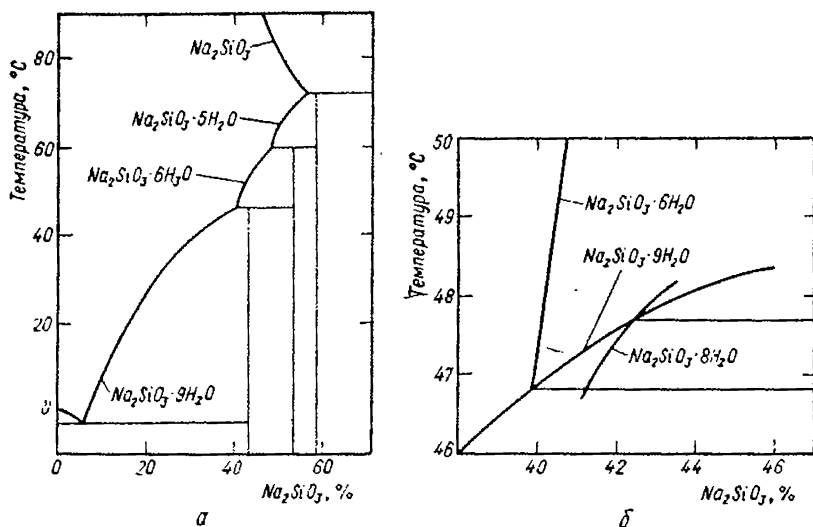 Температура, °C
80
60
40
20
0
0
20
40
60
Na₂SiO₃, %
Na₂SiO₃
Na₂SiO₃·5H₂O
Na₂SiO₃·6H₃O
Na₂SiO₃·9H₂O
а
Температура, °C
50
49
48
47
46
40
42
44
46
Na₂SiO₃, %
Na₂SiO₃·6H₂O
Na₂SiO₃·9H₂O
Na₂SiO₃·8H₂O
б